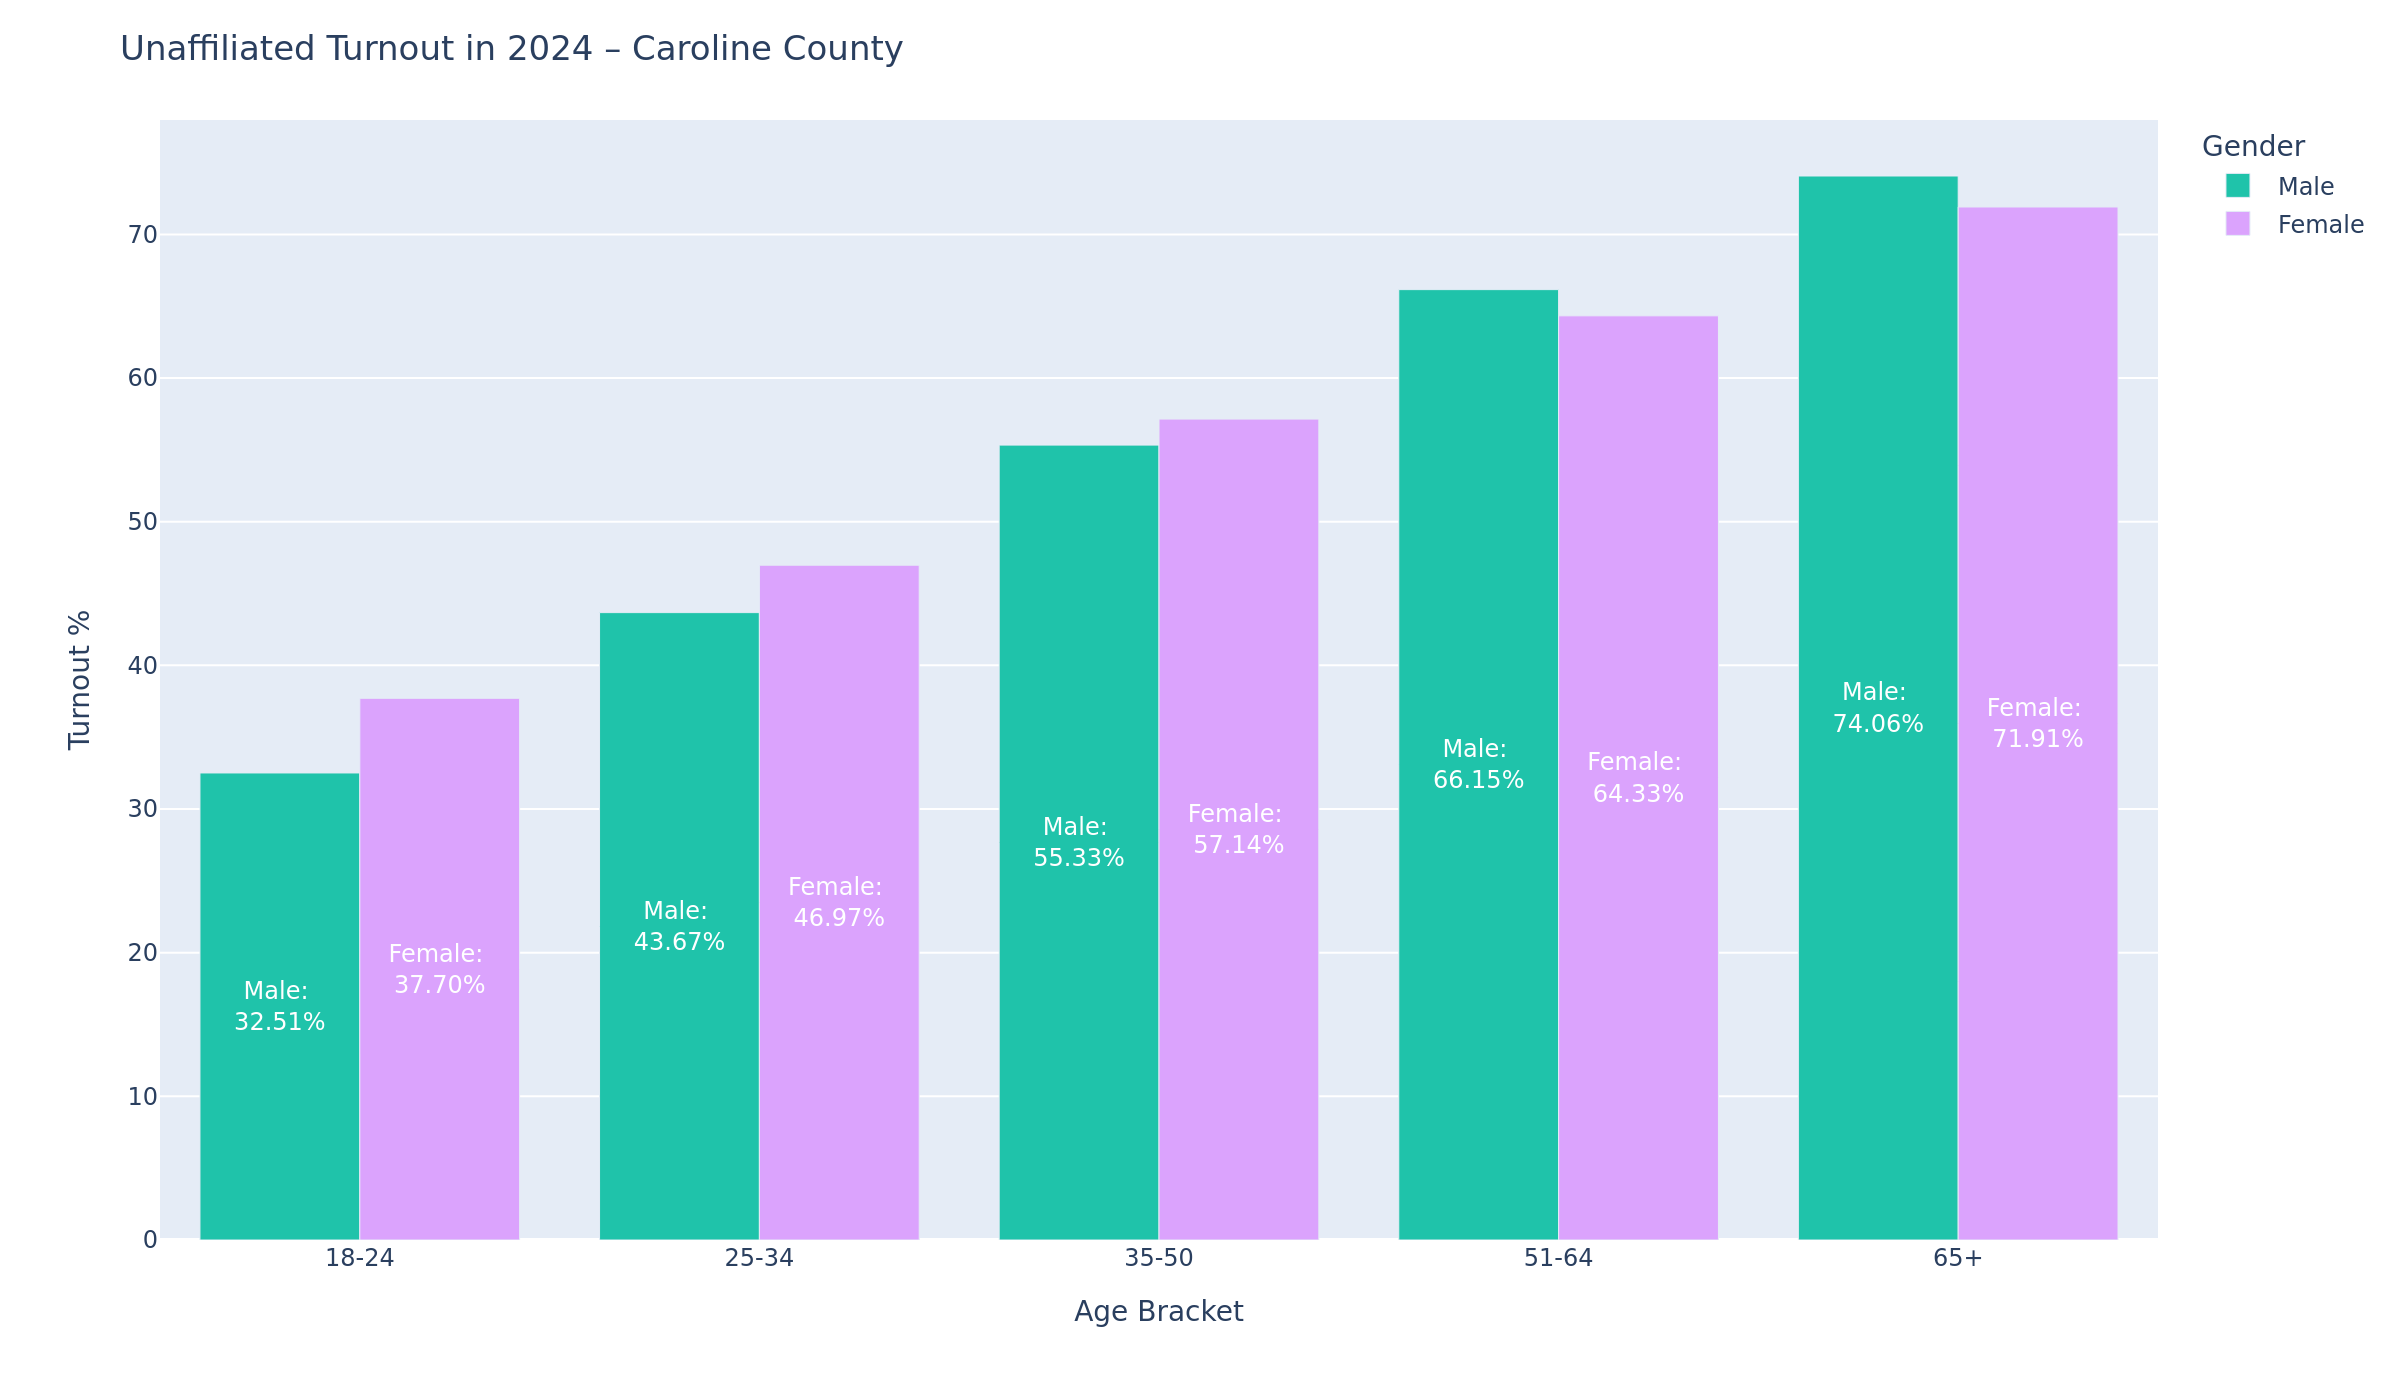 Unaffiliated Turnout in 2024 – Caroline County
Gender
Male
Female
Turnout %
70
60
50
40
30
20
10
0
Male:
32.51%
Female:
37.70%
Male:
43.67%
Female:
46.97%
Male:
55.33%
Female:
57.14%
Male:
66.15%
Female:
64.33%
Male:
74.06%
Female:
71.91%
18-24
25-34
35-50
51-64
65+
Age Bracket